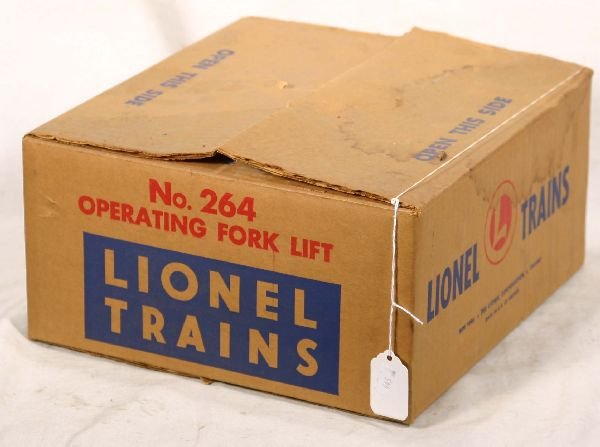 OPEN THIS SIDE
OPEN THIS SIDE
No. 264
OPERATING FORK LIFT
LIONEL
TRAINS
LIONEL L TRAINS